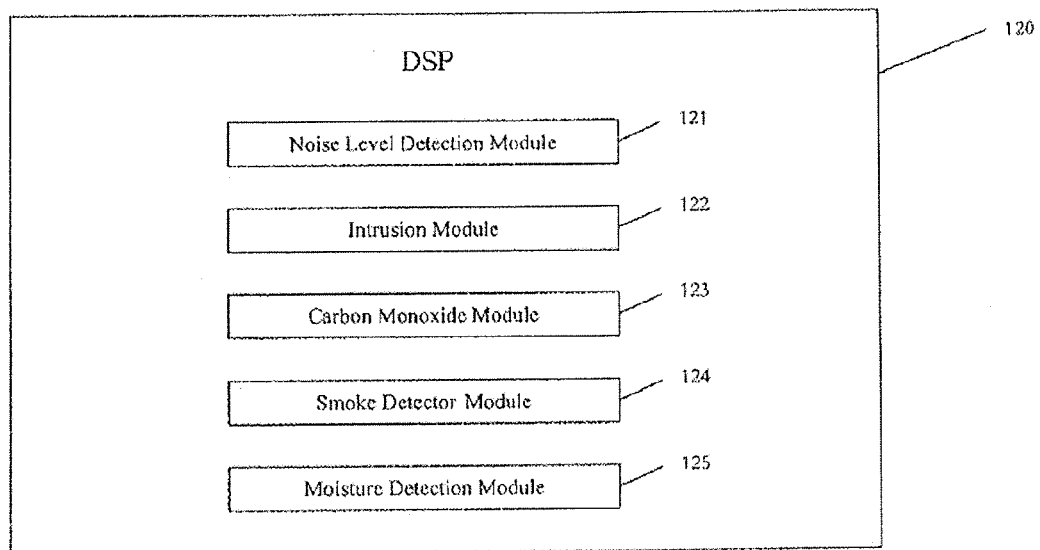 120
DSP
121
Noise Level Detection Module
122
Intrusion Module
123
Carbon Monoxide Module
124
Smoke Detector Module
125
Moisture Detection Module